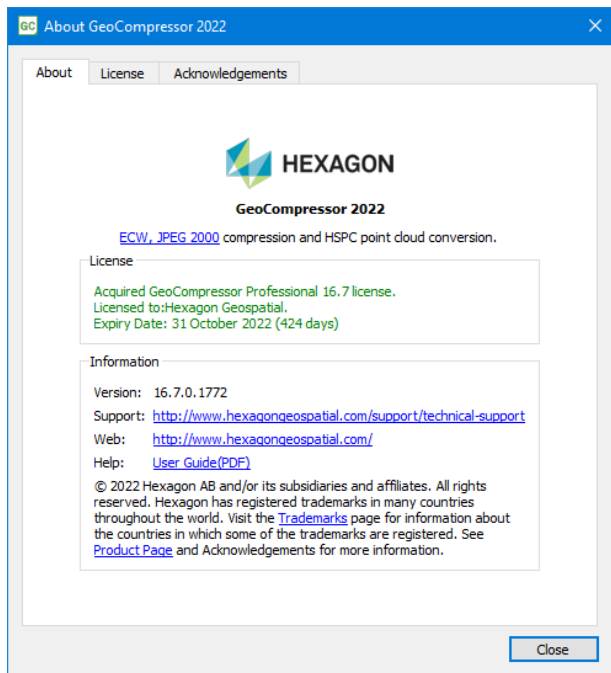 GC About GeoCompressor 2022
About License Acknowledgements
HEXAGON
GeoCompressor 2022
ECW, JPEG 2000 compression and HSPC point cloud conversion.
License
Acquired GeoCompressor Professional 16.7 license.
Licensed to:Hexagon Geospatial.
Expiry Date: 31 October 2022 (424 days)
Information
Version: 16.7.0.1772
Support: http://www.hexagongeospatial.com/support/technical-support
Web: http://www.hexagongeospatial.com/
Help: User Guide(PDF)
© 2022 Hexagon AB and/or its subsidiaries and affiliates. All rights
reserved. Hexagon has registered trademarks in many countries
throughout the world. Visit the Trademarks page for information about
the countries in which some of the trademarks are registered. See
Product Page and Acknowledgements for more information.
Close